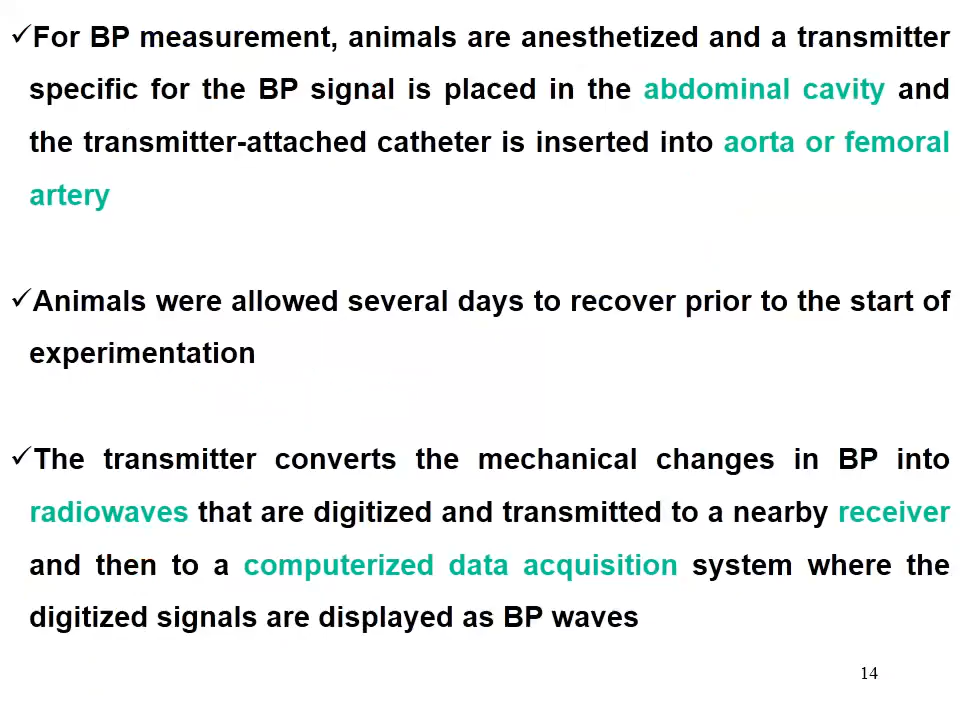 ✓For BP measurement, animals are anesthetized and a transmitter
specific for the BP signal is placed in the abdominal cavity and
the transmitter-attached catheter is inserted into aorta or femoral
artery
✓Animals were allowed several days to recover prior to the start of
experimentation
✓The transmitter converts the mechanical changes in BP into
radiowaves that are digitized and transmitted to a nearby receiver
and then to a computerized data acquisition system where the
digitized signals are displayed as BP waves
14